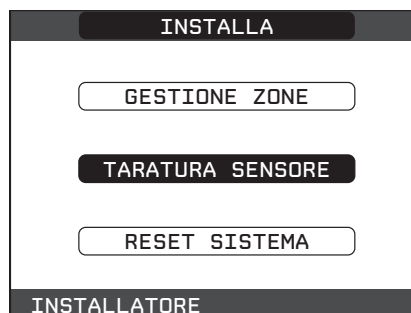 INSTALLA
GESTIONE ZONE
TARATURA SENSORE
RESET SISTEMA
INSTALLATORE